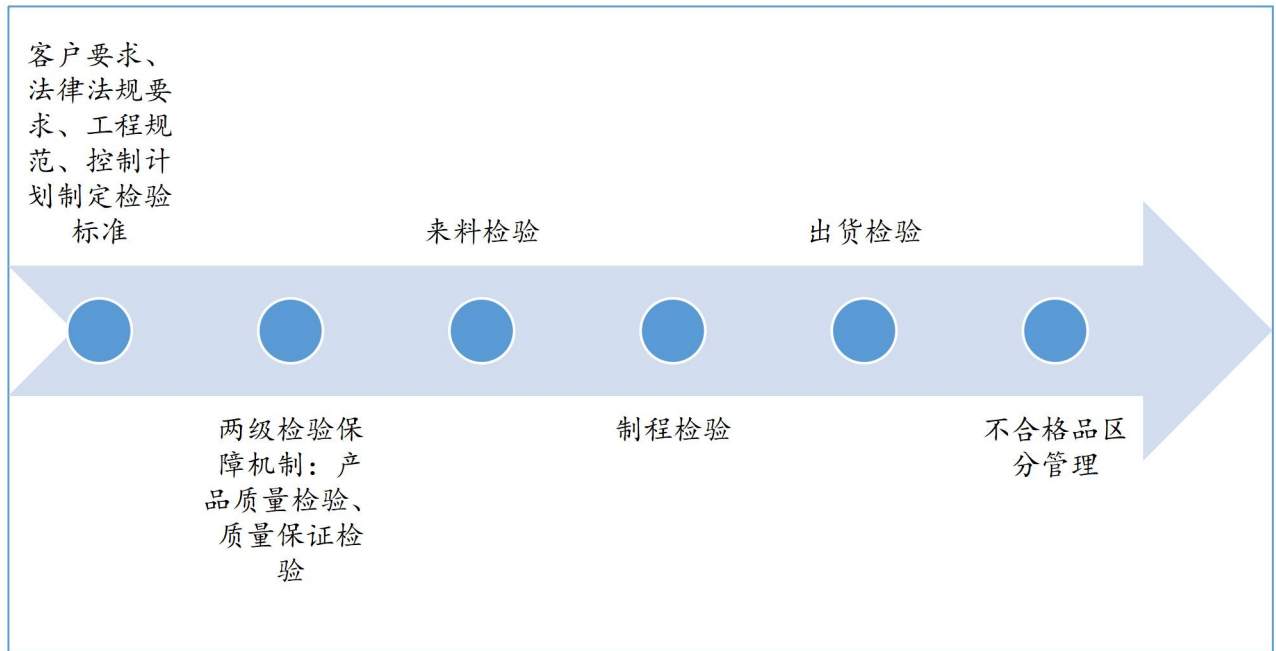 客户要求、
法律法规要
求、工程规
范、控制计
划制定检验
标准
两级检验保
障机制：产
品质量检验、
质量保证检
验
来料检验
制程检验
出货检验
不合格品区
分管理